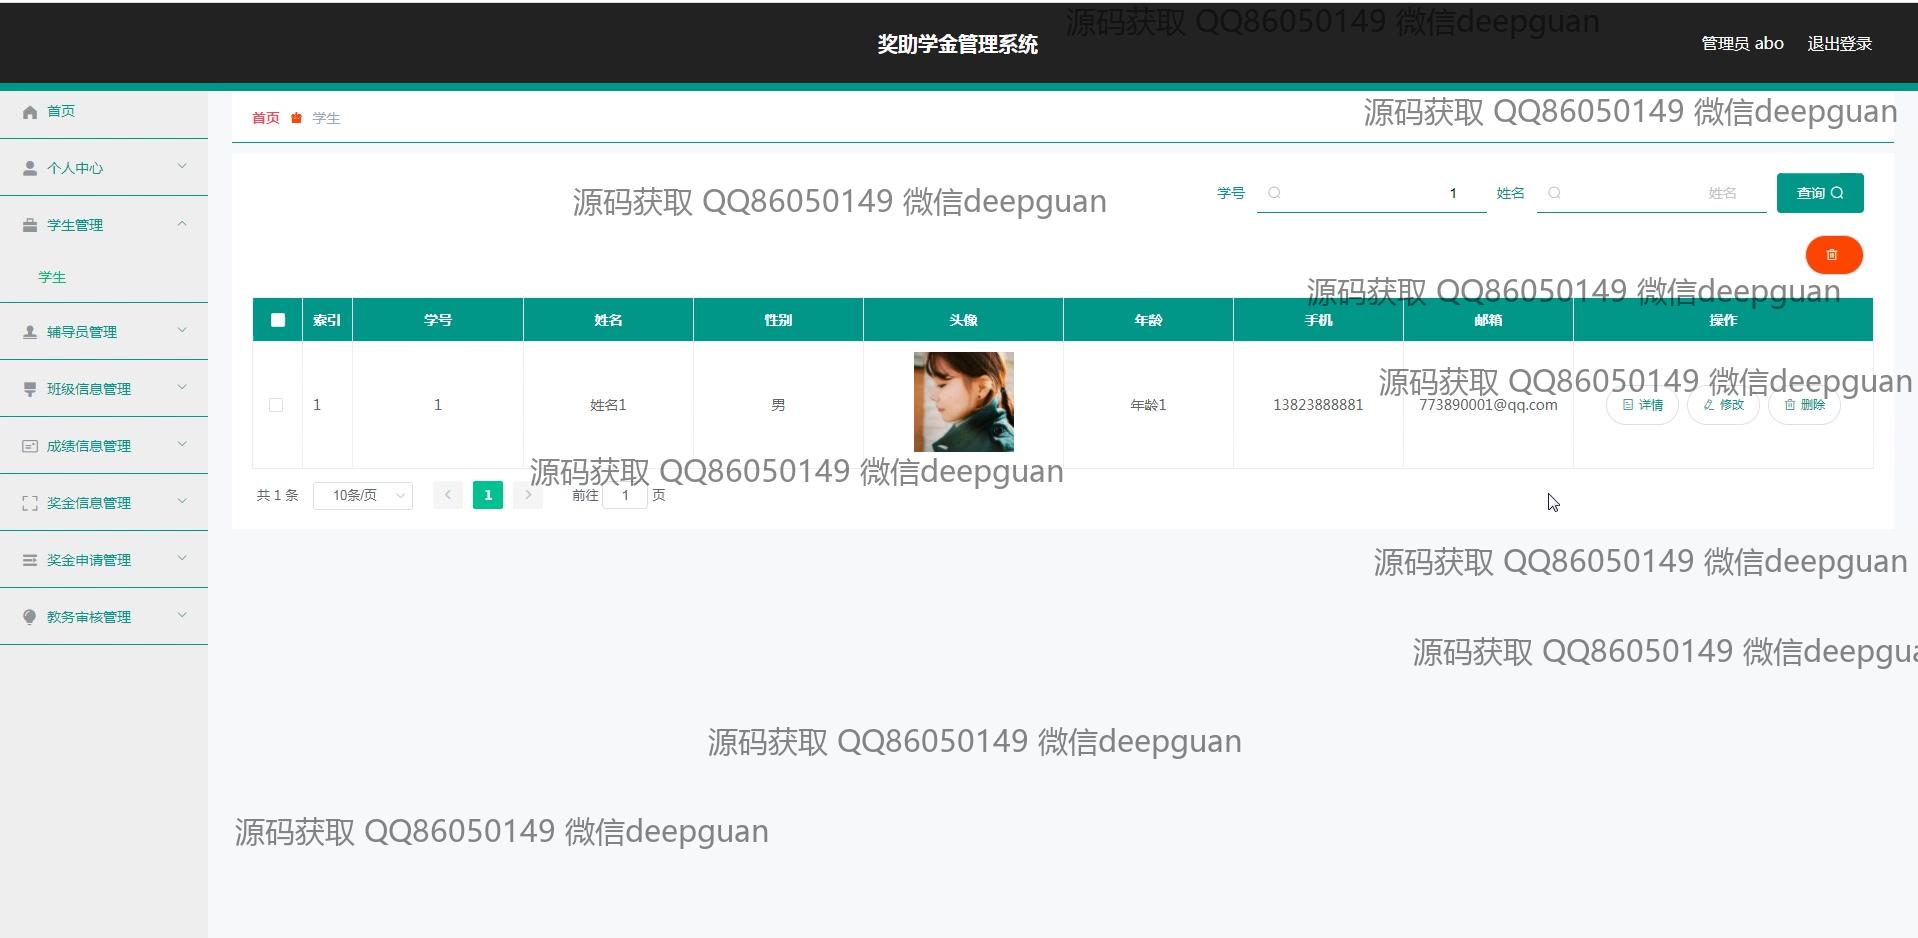 源码获取 QQ86050149 微信deepguan
奖助学金管理系统
管理员 abo 退出登录
首页
首页 学生
源码获取 QQ86050149 微信deepguan
个人中心
源码获取 QQ86050149 微信deepguan
学号 1 姓名 姓名 查询
学生管理
学生
源码获取 QQ86050149 微信deepguan
索引 学号 姓名 性别 头像 年龄 手机 邮箱 操作
辅导员管理
源码获取 QQ86050149 微信deepguan
班级信息管理
1 1 姓名1 男 年龄1 13823888881 773890001@qq.com 详情 修改 删除
成绩信息管理
源码获取 QQ86050149 微信deepguan
共 1 条 10条/页 1 前往 1 页
奖金信息管理
奖金申请管理
源码获取 QQ86050149 微信deepguan
教务审核管理
源码获取 QQ86050149 微信deepgua
源码获取 QQ86050149 微信deepguan
源码获取 QQ86050149 微信deepguan